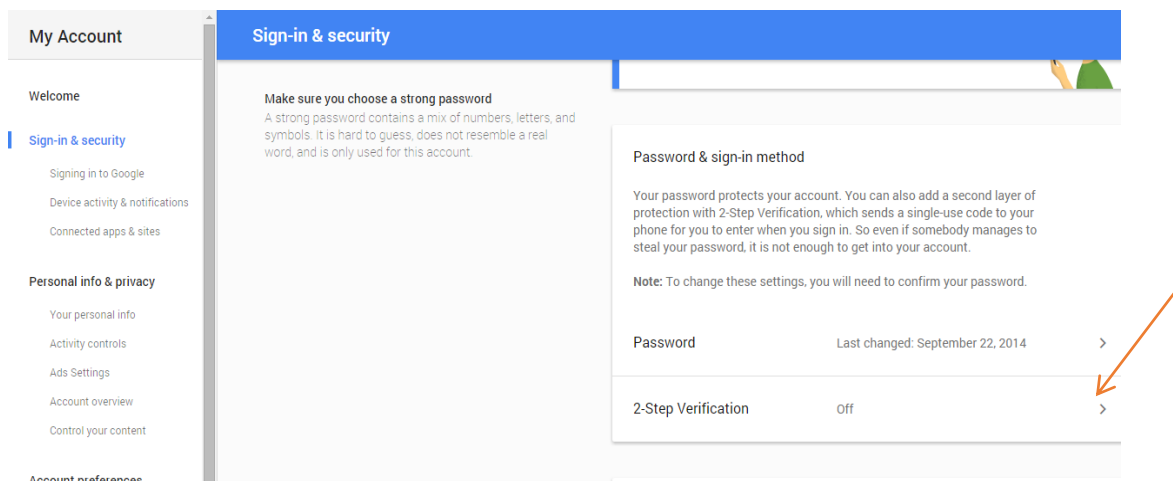 My Account
Sign-in & security
Welcome
Sign-in & security
Signing in to Google
Device activity & notifications
Connected apps & sites
Personal info & privacy
Your personal info
Activity controls
Ads Settings
Account overview
Control your content
Account preferences
Make sure you choose a strong password
A strong password contains a mix of numbers, letters, and
symbols. It is hard to guess, does not resemble a real
word, and is only used for this account.
Password & sign-in method
Your password protects your account. You can also add a second layer of
protection with 2-Step Verification, which sends a single-use code to your
phone for you to enter when you sign in. So even if somebody manages to
steal your password, it is not enough to get into your account.
Note: To change these settings, you will need to confirm your password.
Password Last changed: September 22, 2014
2-Step Verification Off